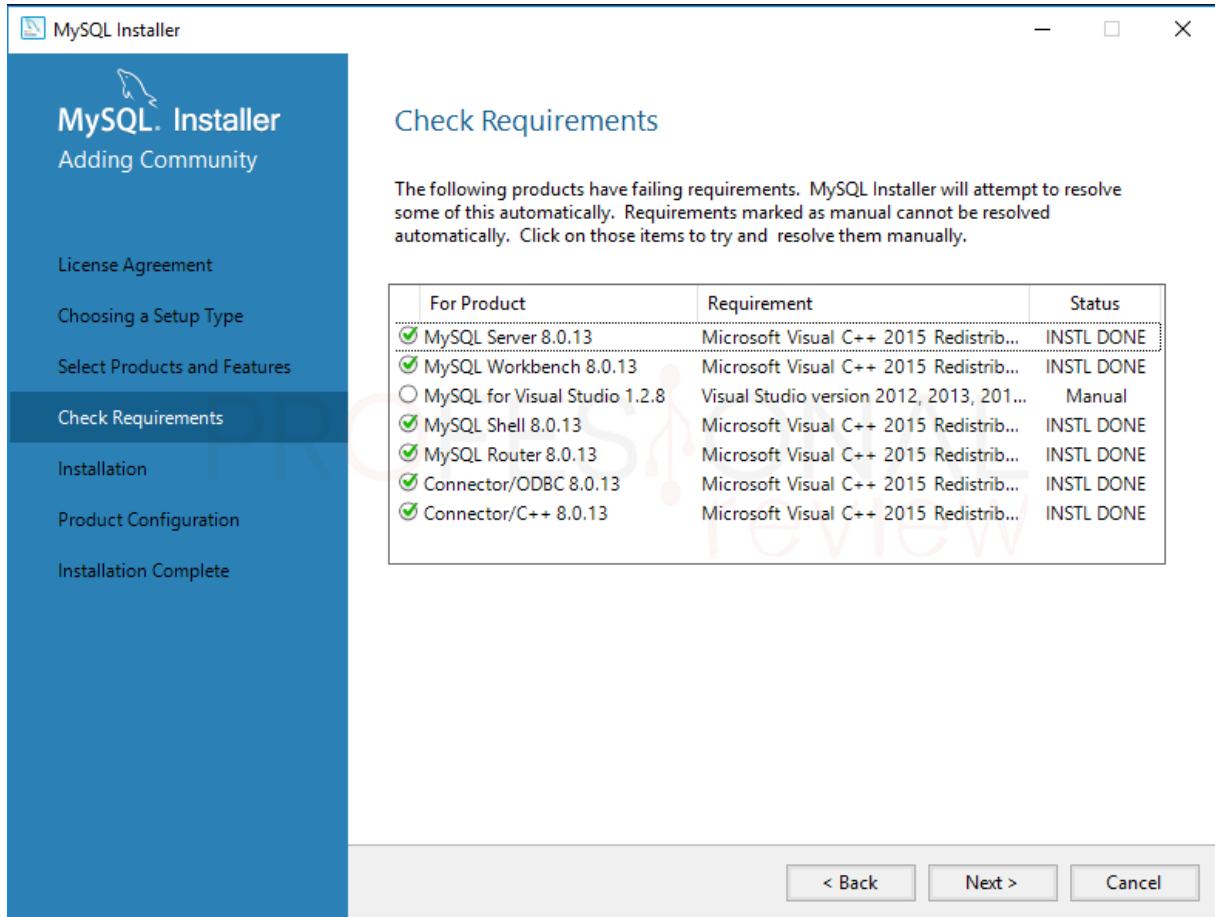 MySQL Installer
MySQL. Installer
Adding Community
License Agreement
Choosing a Setup Type
Select Products and Features
Check Requirements
Installation
Product Configuration
Installation Complete
Check Requirements
The following products have failing requirements.  MySQL Installer will attempt to resolve
some of this automatically.  Requirements marked as manual cannot be resolved
automatically.  Click on those items to try and  resolve them manually.
For Product Requirement Status
MySQL Server 8.0.13 Microsoft Visual C++ 2015 Redistrib... INSTL DONE
MySQL Workbench 8.0.13 Microsoft Visual C++ 2015 Redistrib... INSTL DONE
MySQL for Visual Studio 1.2.8 Visual Studio version 2012, 2013, 201... Manual
MySQL Shell 8.0.13 Microsoft Visual C++ 2015 Redistrib... INSTL DONE
MySQL Router 8.0.13 Microsoft Visual C++ 2015 Redistrib... INSTL DONE
Connector/ODBC 8.0.13 Microsoft Visual C++ 2015 Redistrib... INSTL DONE
Connector/C++ 8.0.13 Microsoft Visual C++ 2015 Redistrib... INSTL DONE
PROFESIONAL
review
< Back Next > Cancel